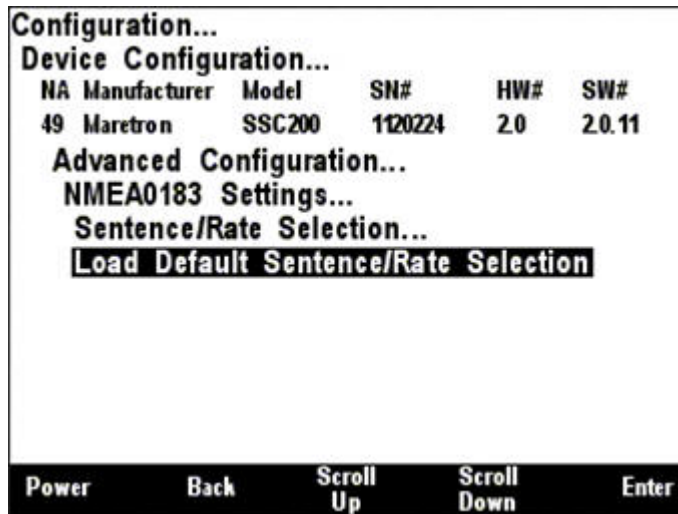 Configuration...
Device Configuration...
NA Manufacturer Model SN# HW# SW#
49 Maretron SSC200 1120224 2.0 2.0.11
Advanced Configuration...
NMEA0183 Settings...
Sentence/Rate Selection...
Load Default Sentence/Rate Selection
Power Back Scroll Up Scroll Down Enter